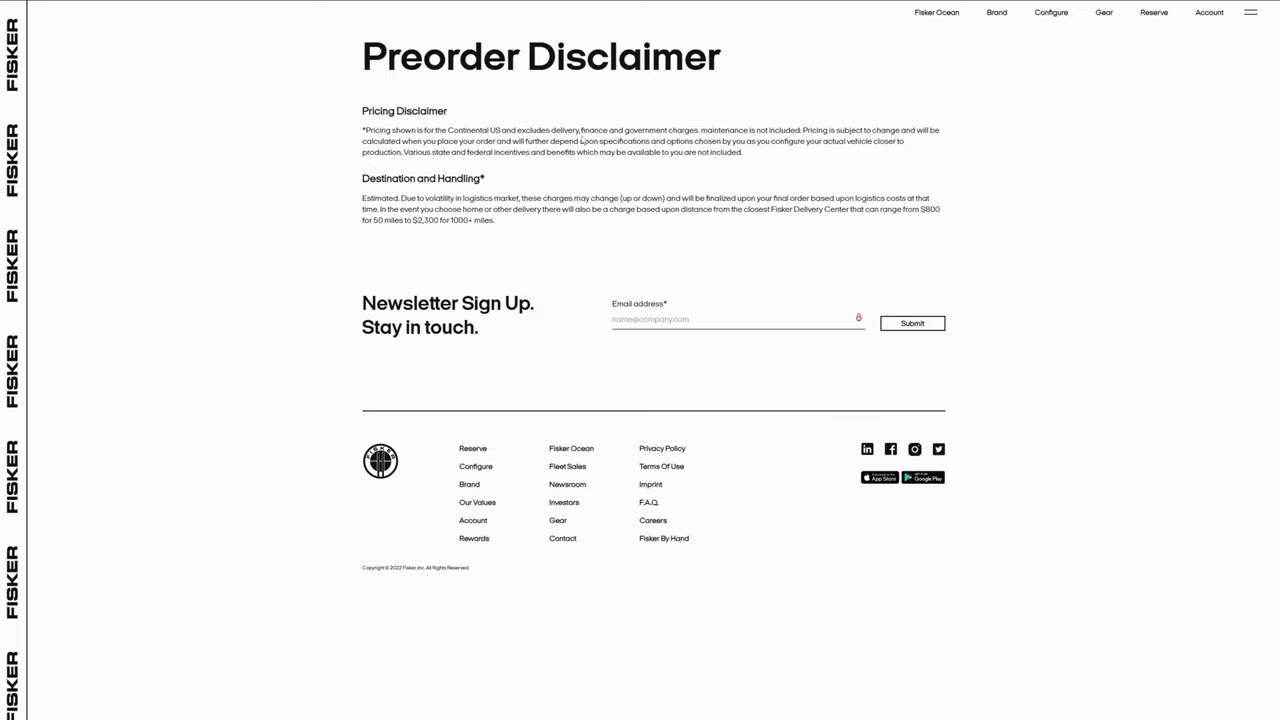 Fisker Ocean
Brand
Configure
Gear
Reserve
Account
FISKER
FISKER
FISKER
FISKER
FISKER
FISKER
FISKER
Preorder Disclaimer
Pricing Disclaimer
*Pricing shown is for the Continental US and excludes delivery, finance and government charges. maintenance is not included. Pricing is subject to change and will be
calculated when you place your order and will further depend upon specifications and options chosen by you as you configure your actual vehicle closer to
production. Various state and federal incentives and benefits which may be available to you are not included.
Destination and Handling*
Estimated. Due to volatility in logistics market, these charges may change (up or down) and will be finalized upon your final order based upon logistics costs at that
time. In the event you choose home or other delivery there will also be a charge based upon distance from the closest Fisker Delivery Center that can range from $800
for 50 miles to $2,300 for 1000+ miles.
Newsletter Sign Up.
Stay in touch.
Email address*
name@company.com
Submit
FISKER
Reserve
Configure
Brand
Our Values
Account
Rewards
Fisker Ocean
Fleet Sales
Newsroom
Investors
Gear
Contact
Privacy Policy
Terms Of Use
Imprint
F.A.Q.
Careers
Fisker By Hand
App Store
Google Play
Copyright © 2022 Fisker, Inc. All Rights Reserved.